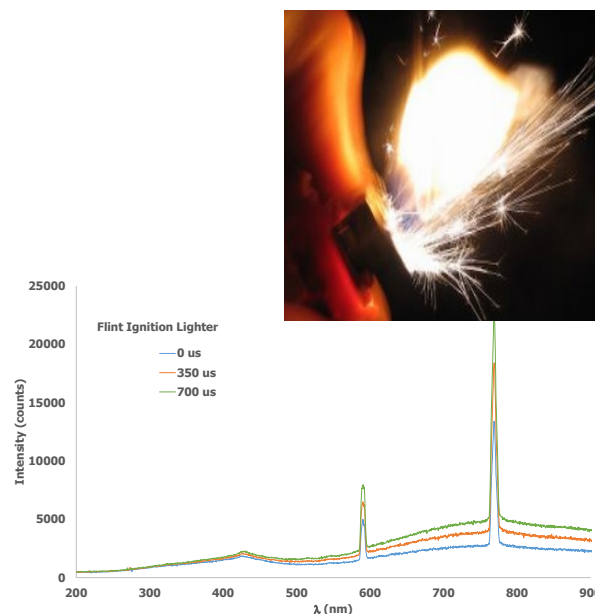 25000
Flint Ignition Lighter
0 us
20000
350 us
700 us
15000
Intensity (counts)
10000
5000
0
200 300 400 500 600 700 800 900
λ (nm)